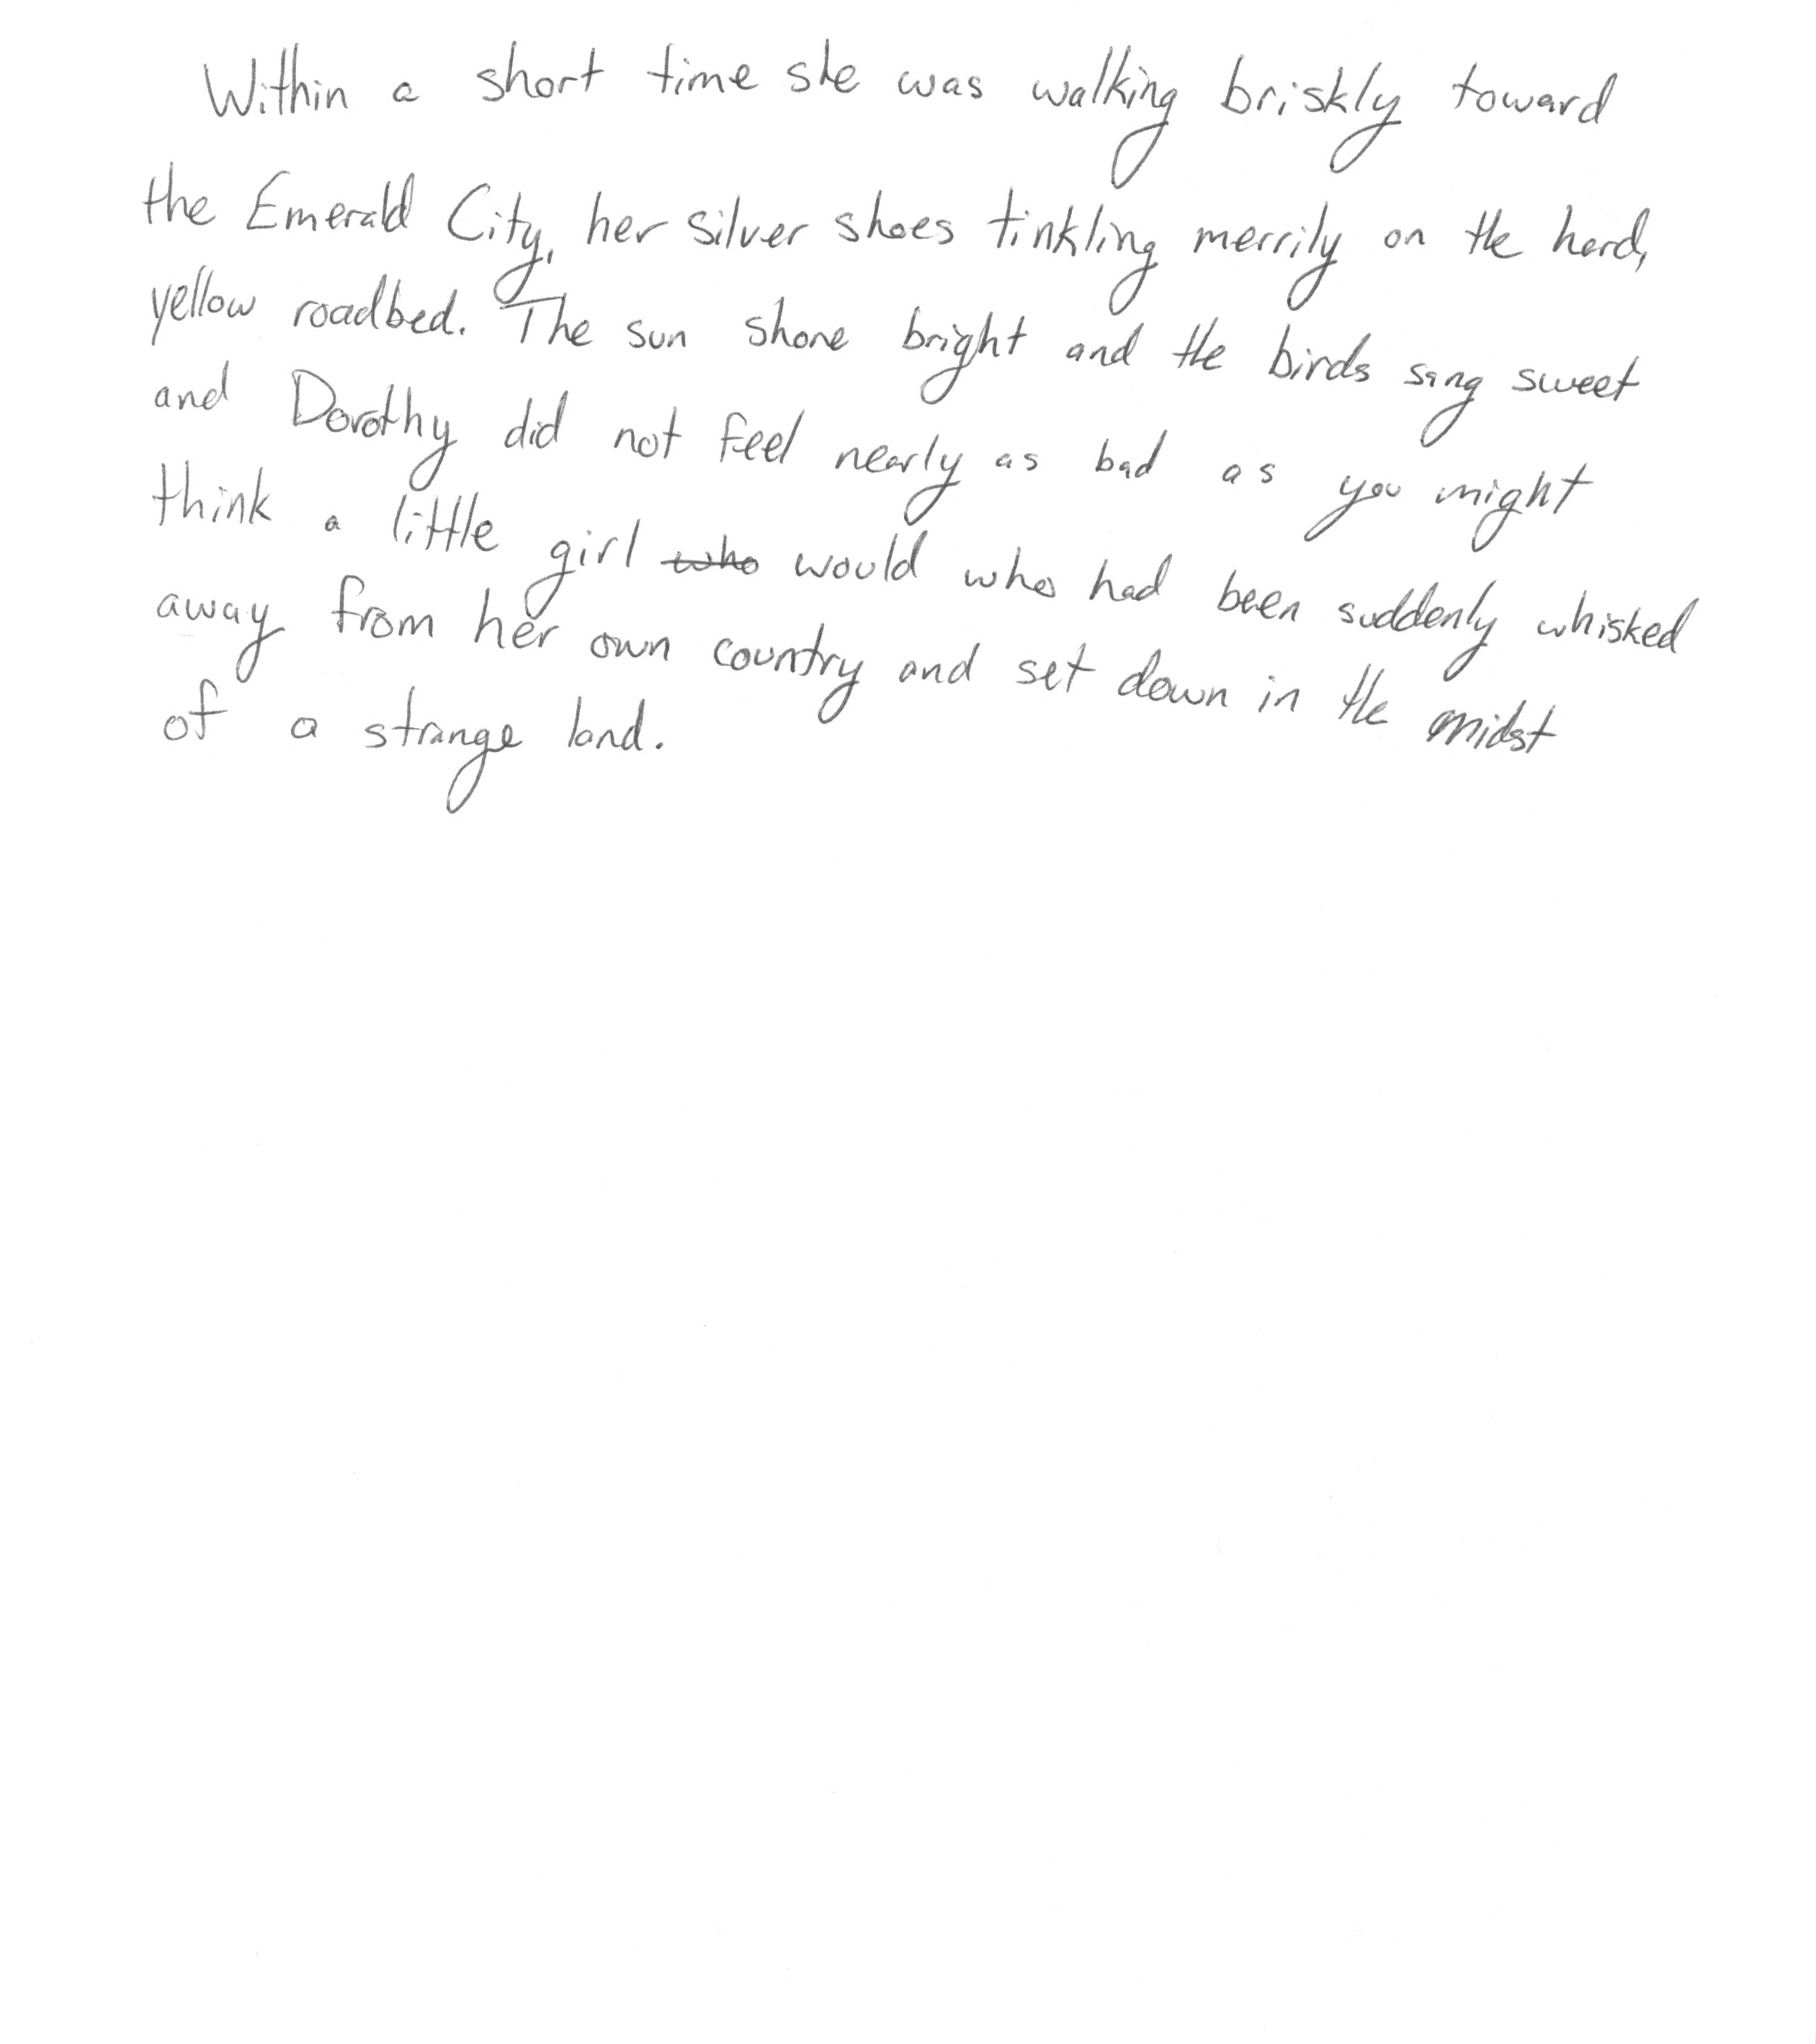 Within a short time she was walking briskly toward
the Emerald City, her silver shoes tinkling merrily on the hard,
yellow roadbed. The sun shone bright and the birds sang sweet
and Dorothy did not feel nearly as bad as you might
think a little girl ~~who~~ would who had been suddenly whisked
away from her own country and set down in the midst
of a strange land.